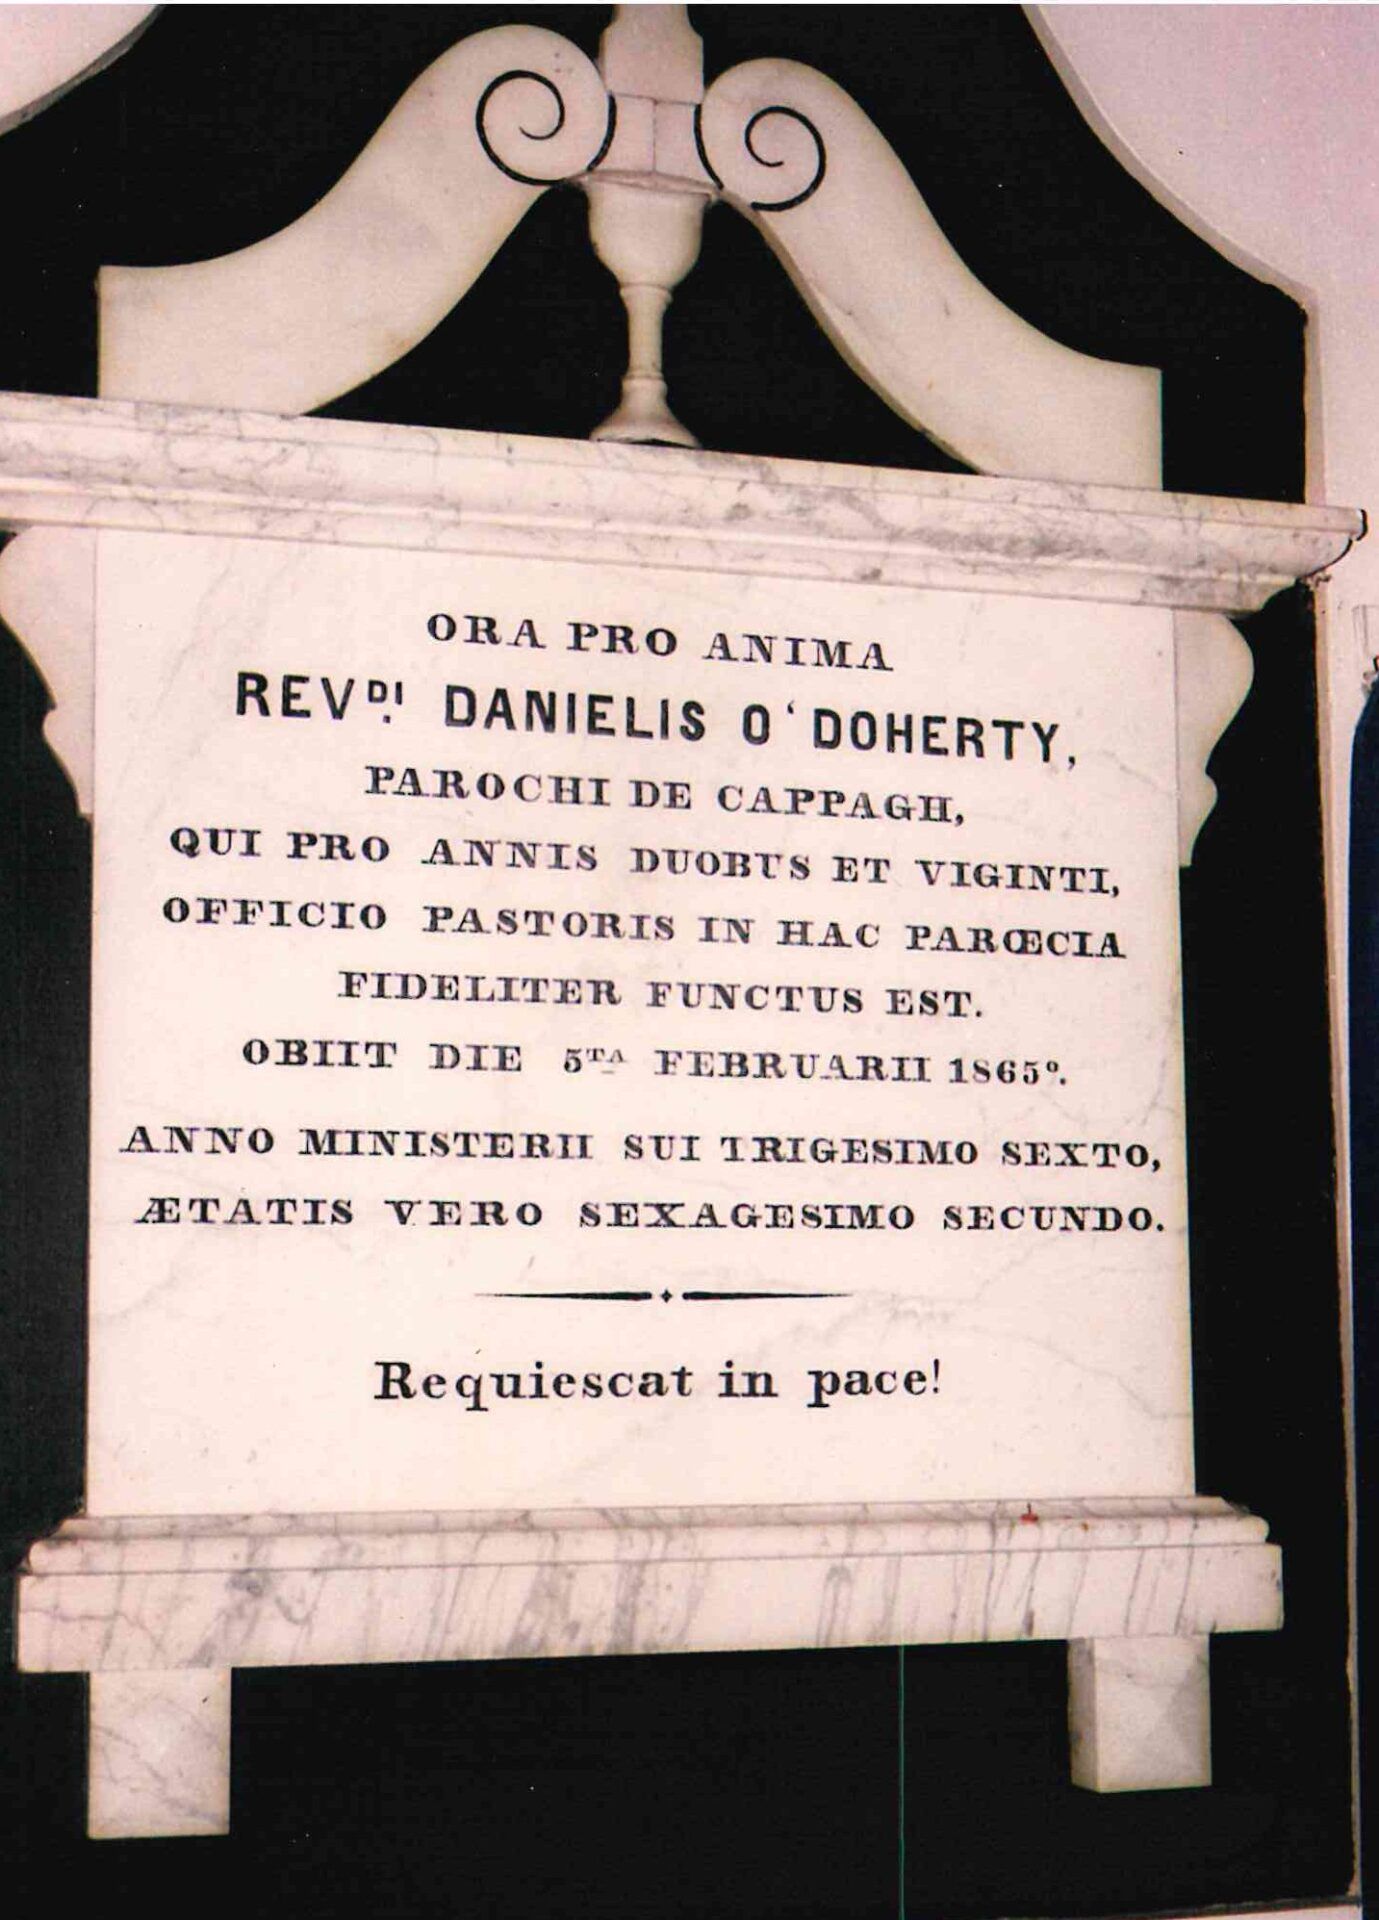 ORA PRO ANIMA
REVDI. DANIELIS O'DOHERTY,
PAROCHI DE CAPPAGH,
QUI PRO ANNIS DUOBUS ET VIGINTI,
OFFICIO PASTORIS IN HAC PARŒCIA
FIDELITER FUNCTUS EST.
OBIIT DIE 5TA FEBRUARII 1865o.
ANNO MINISTERII SUI TRIGESIMO SEXTO,
ÆTATIS VERO SEXAGESIMO SECUNDO.
Requiescat in pace!